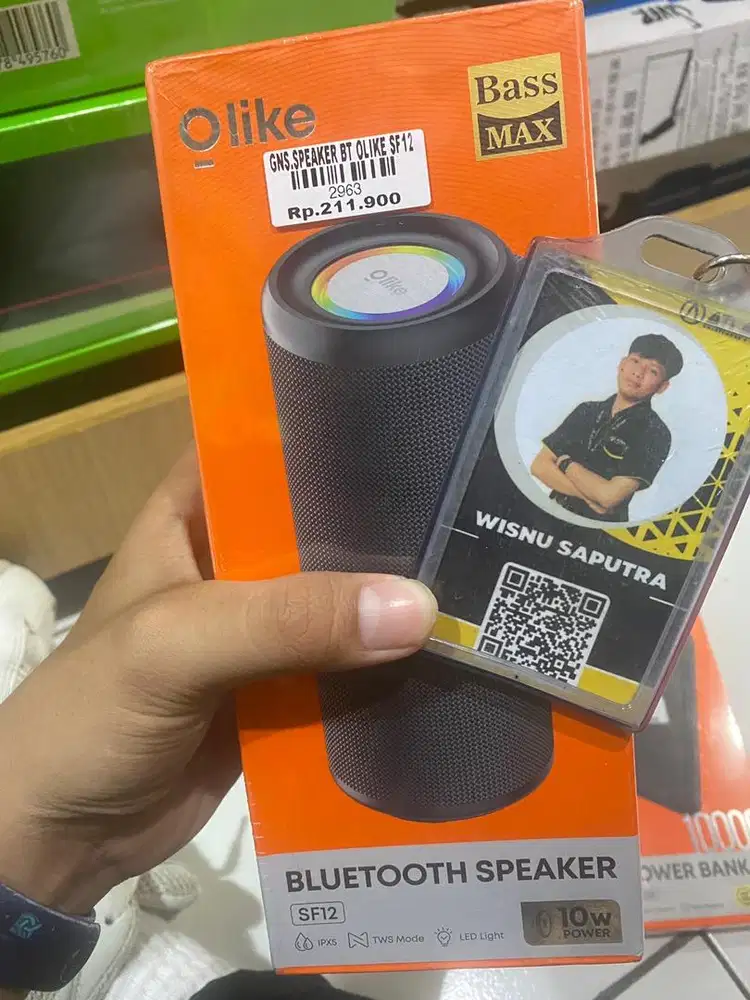 Olike
Bass
MAX
GNS.SPEAKER BT OLIKE SF12
2963
Rp.211.900
Olike
WISNU SAPUTRA
BLUETOOTH SPEAKER
SF12
10W
POWER
IPX5
TWS Mode
LED Light
OWER BANK